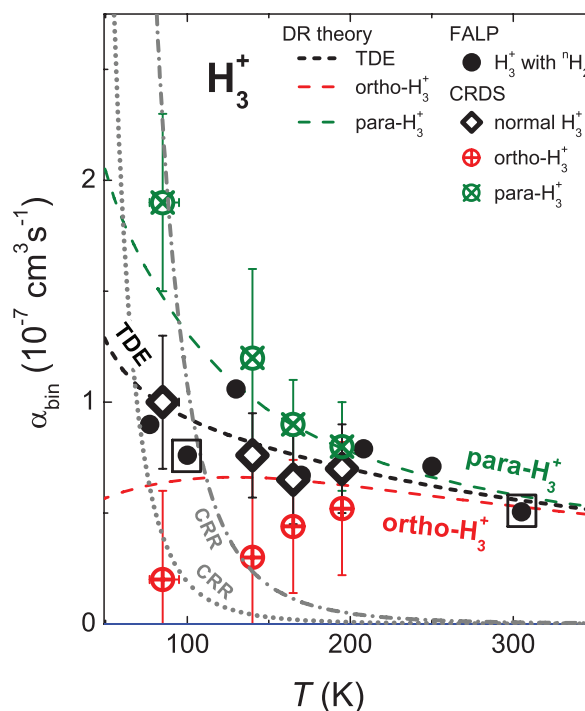 DR theory
TDE
ortho-H₃⁺
para-H₃⁺
FALP
H₃⁺ with ⁿH₂
CRDS
normal H₃⁺
ortho-H₃⁺
para-H₃⁺
H₃⁺
2
1
0
α_bin (10⁻⁷ cm³s⁻¹)
TDE
CRR
CRR
para-H₃⁺
ortho-H₃⁺
100
200
300
T (K)